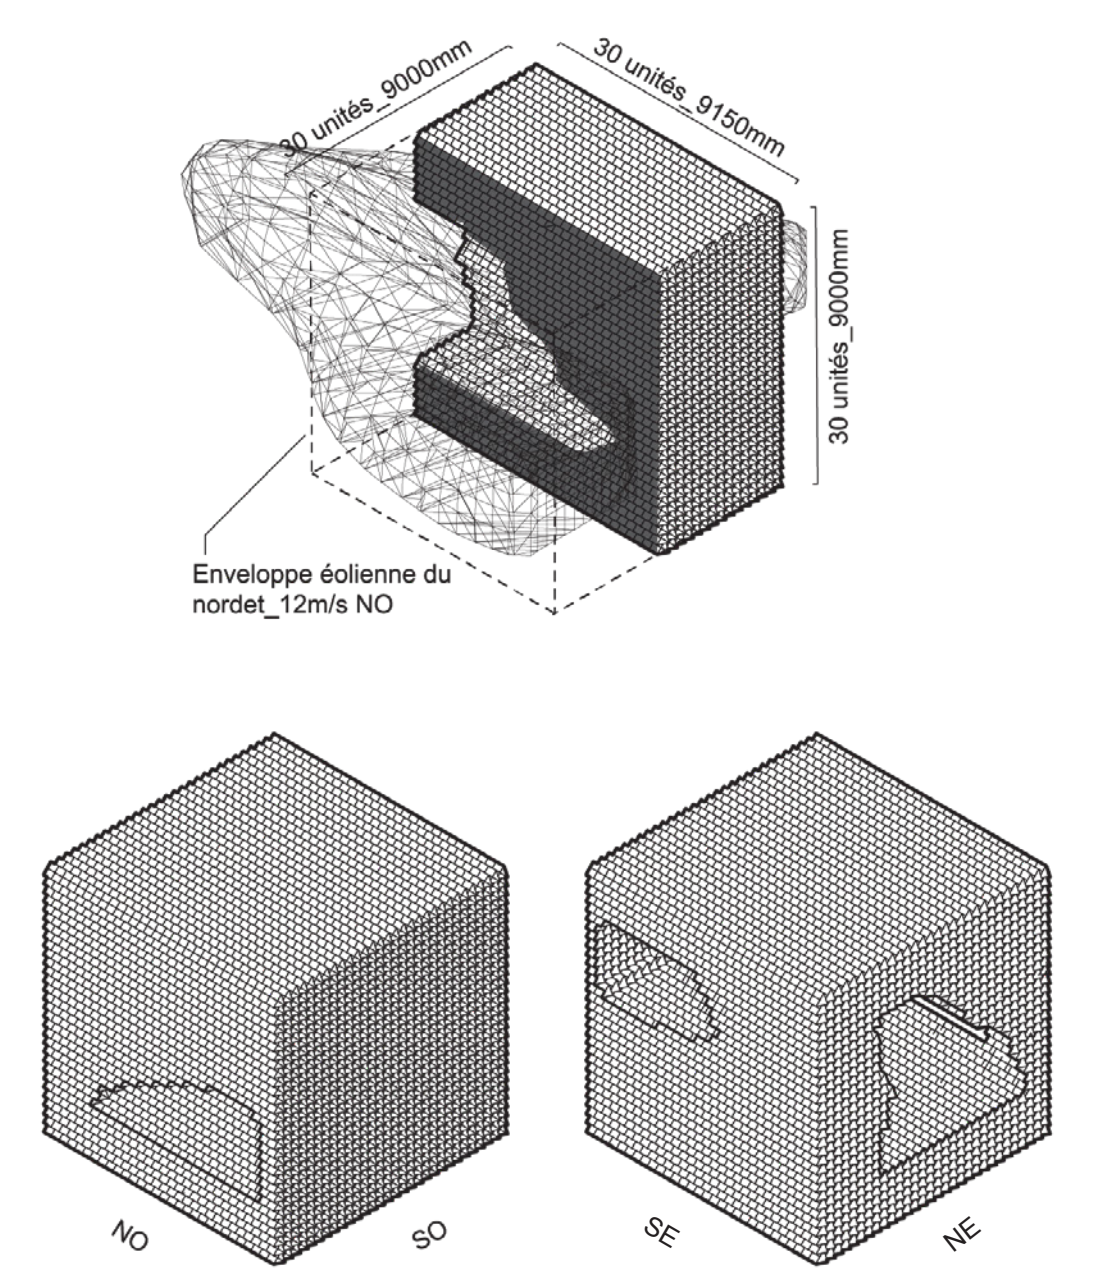 30 unités_9000mm
30 unités_9150mm
30 unités_9000mm
Enveloppe éolienne du
nordet_12m/s NO
NO
SO
SE
NE